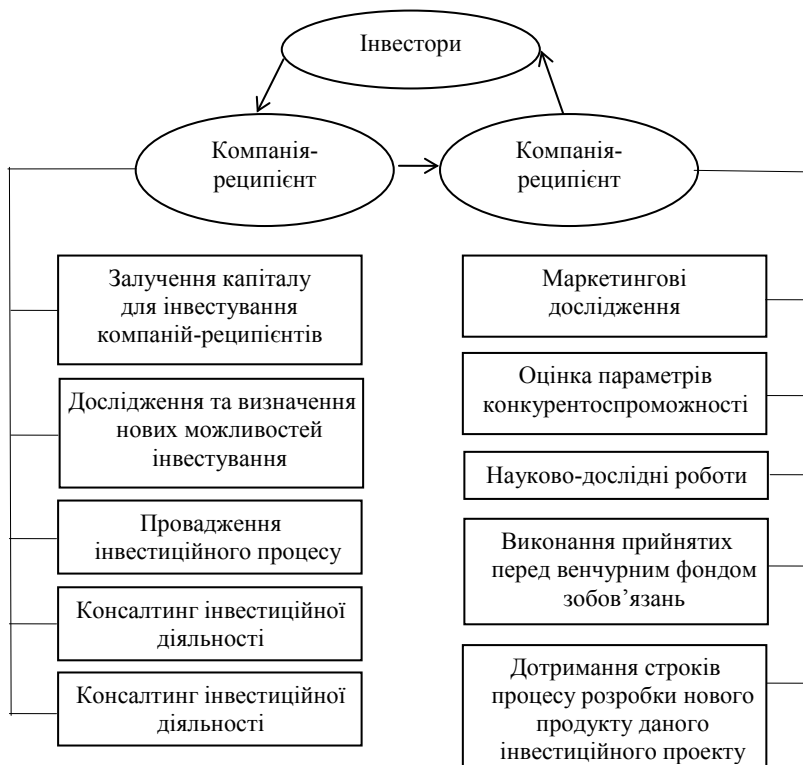 Інвестори
Компанія-
реципієнт
Компанія-
реципієнт
Залучення капіталу
для інвестування
компаній-реципієнтів
Дослідження та визначення
нових можливостей
інвестування
Провадження
інвестиційного процесу
Консалтинг інвестиційної
діяльності
Консалтинг інвестиційної
діяльності
Маркетингові
дослідження
Оцінка параметрів
конкурентоспроможності
Науково-дослідні роботи
Виконання прийнятих
перед венчурним фондом
зобов’язань
Дотримання строків
процесу розробки нового
продукту даного
інвестиційного проекту